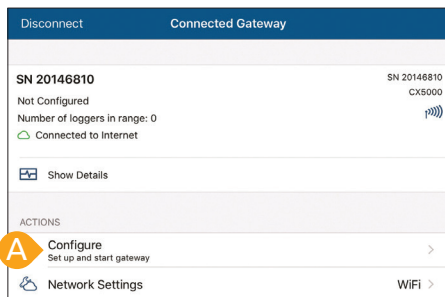 Disconnect Connected Gateway
SN 20146810 SN 20146810
Not Configured CX5000
Number of loggers in range: 0
Connected to Internet
Show Details
ACTIONS
A Configure
Set up and start gateway
Network Settings WiFi